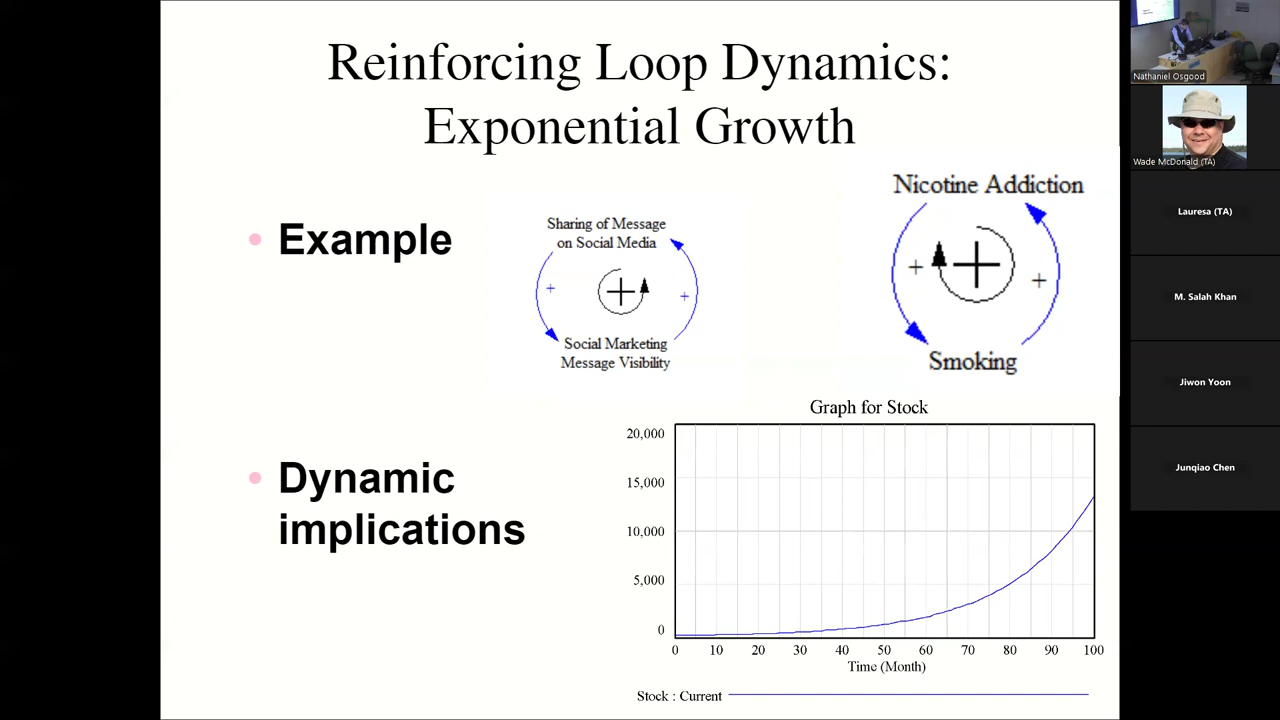 Reinforcing Loop Dynamics:
Exponential Growth
Example
Sharing of Message
on Social Media
+
+
+
Social Marketing
Message Visibility
Nicotine Addiction
+
+
+
Smoking
Dynamic
implications
Graph for Stock
20,000
15,000
10,000
5,000
0
0 10 20 30 40 50 60 70 80 90 100
Time (Month)
Stock : Current
Nathaniel Osgood
Wade McDonald (TA)
Lauresa (TA)
M. Salah Khan
Jiwon Yoon
Junqiao Chen